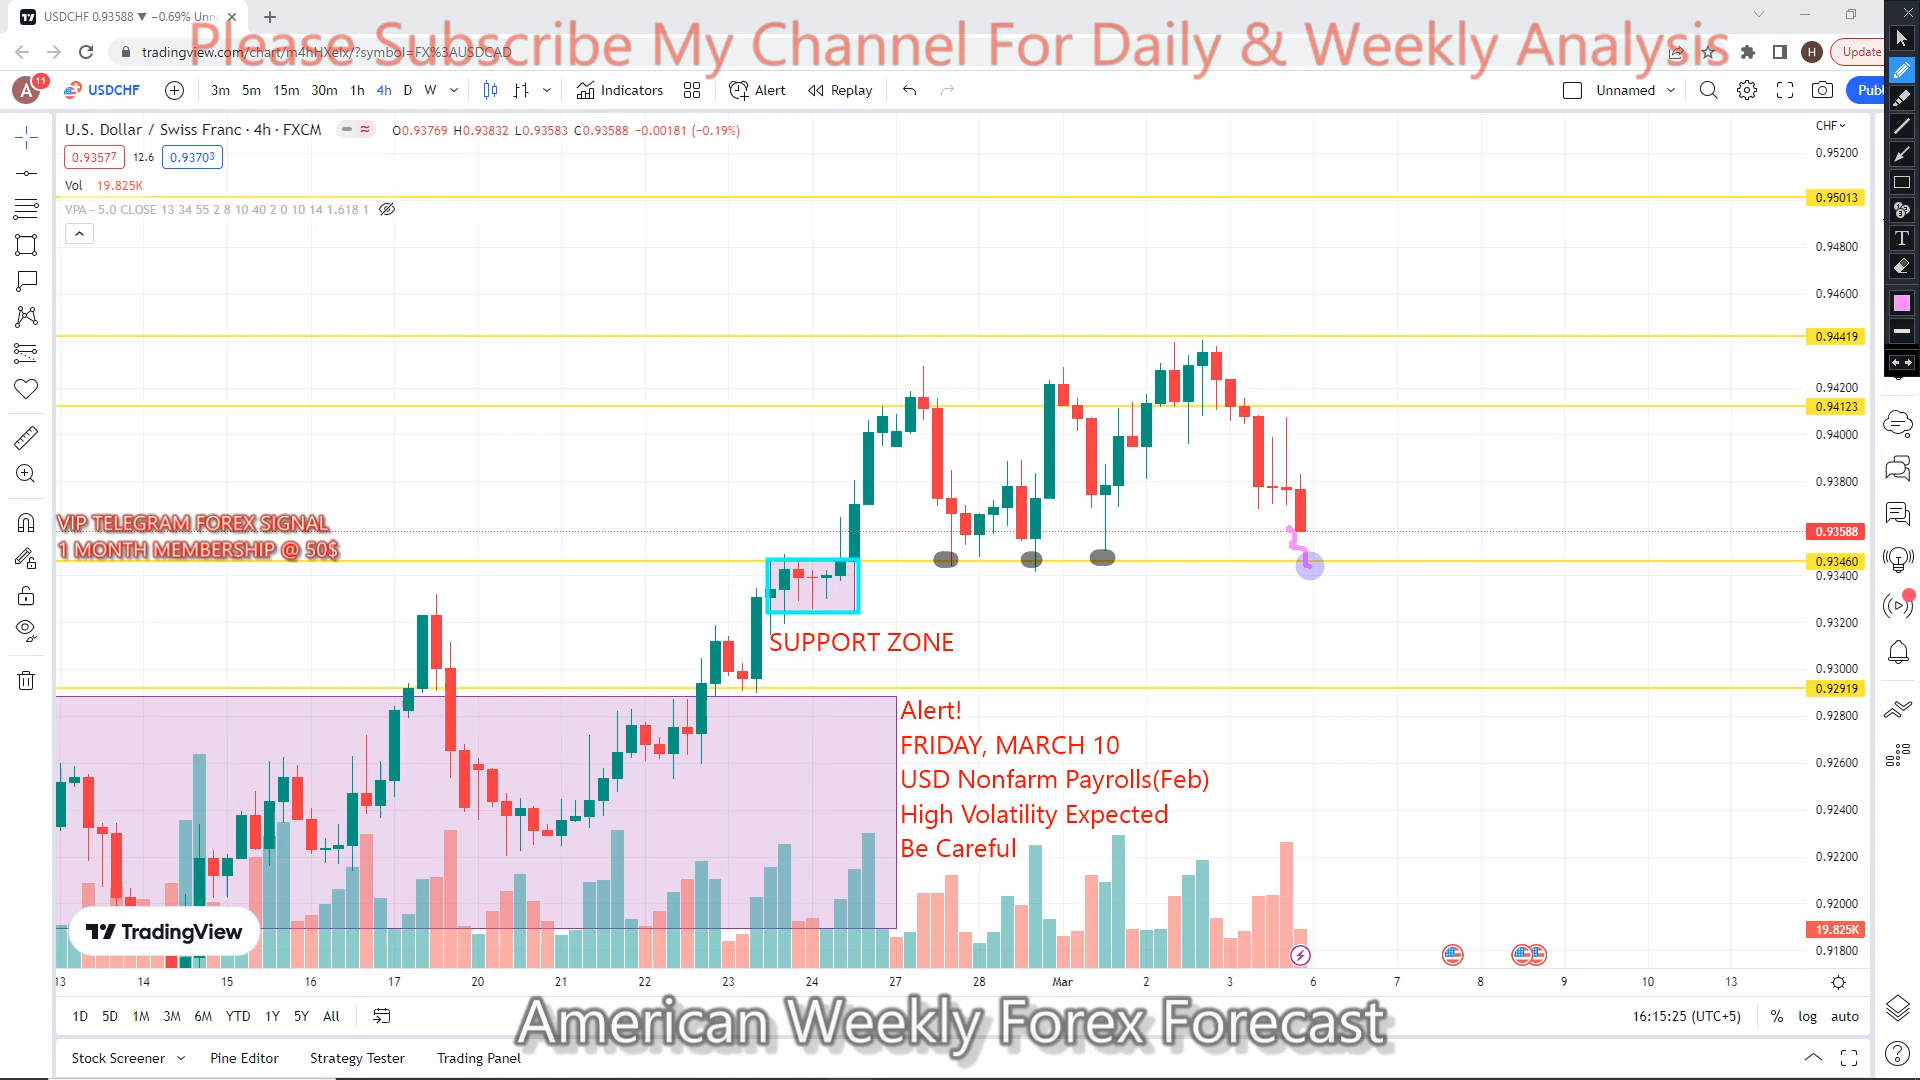 USDCHF 0.93588 ▼ −0.69% Unn
tradingview.com/chart/m4hHXeIx/?symbol=FX%3AUSDCAD
Please Subscribe My Channel For Daily & Weekly Analysis
H
Update
A
11
USDCHF
3m 5m 15m 30m 1h 4h D W
Indicators
Alert
Replay
Unnamed
Publ
U.S. Dollar / Swiss Franc · 4h · FXCM
O0.93769 H0.93832 L0.93583 C0.93588 −0.00181 (−0.19%)
CHF
0.93577 12.6 0.93703
Vol 19.825K
VPA - 5.0 CLOSE 13 34 55 2 8 10 40 2 0 10 14 1.618 1
0.95200
0.95013
0.94800
0.94600
0.94419
0.94200
0.94123
0.94000
0.93800
0.93588
0.93460
0.93400
0.93200
0.93000
0.92919
0.92800
0.92600
0.92400
0.92200
0.92000
19.825K
0.91800
VIP TELEGRAM FOREX SIGNAL
1 MONTH MEMBERSHIP @ 50$
SUPPORT ZONE
Alert!
FRIDAY, MARCH 10
USD Nonfarm Payrolls(Feb)
High Volatility Expected
Be Careful
TradingView
13 14 15 16 17 20 21 22 23 24 27 28 Mar 2 3 6 7 8 9 10 13
1D 5D 1M 3M 6M YTD 1Y 5Y All
16:15:25 (UTC+5) % log auto
American Weekly Forex Forecast
Stock Screener Pine Editor Strategy Tester Trading Panel